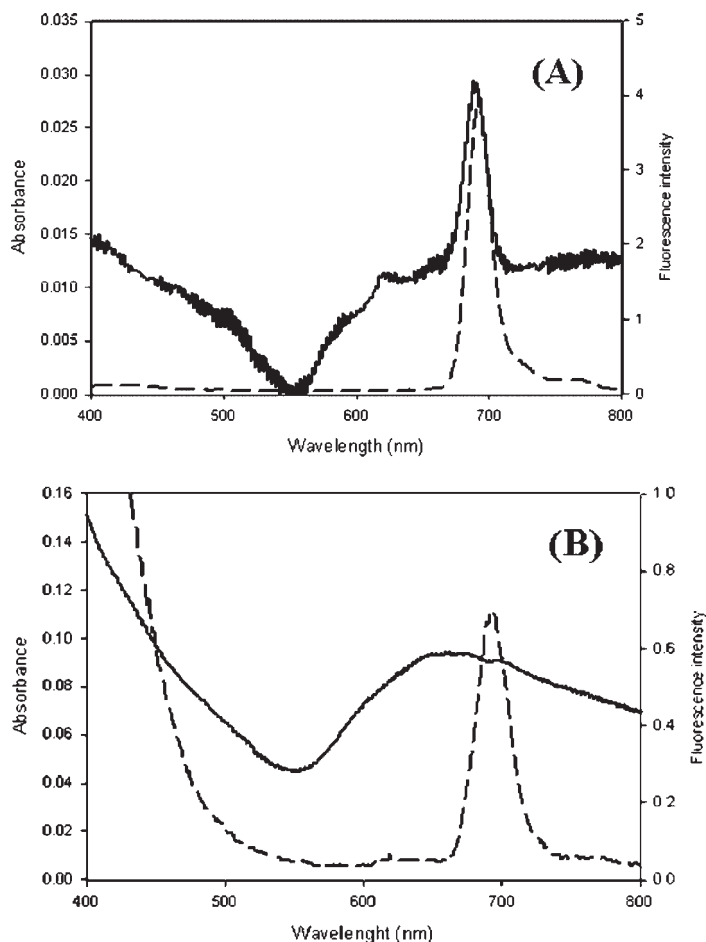 (A)
Absorbance
0.035
0.030
0.025
0.020
0.015
0.010
0.005
0.000
Fluorescence intensity
5
4
3
2
1
0
400 500 600 700 800
Wavelength (nm)
(B)
Absorbance
0.16
0.14
0.12
0.10
0.08
0.06
0.04
0.02
0.00
Fluorescence intensity
1.0
0.8
0.6
0.4
0.2
0.0
400 500 600 700 800
Wavelenght (nm)